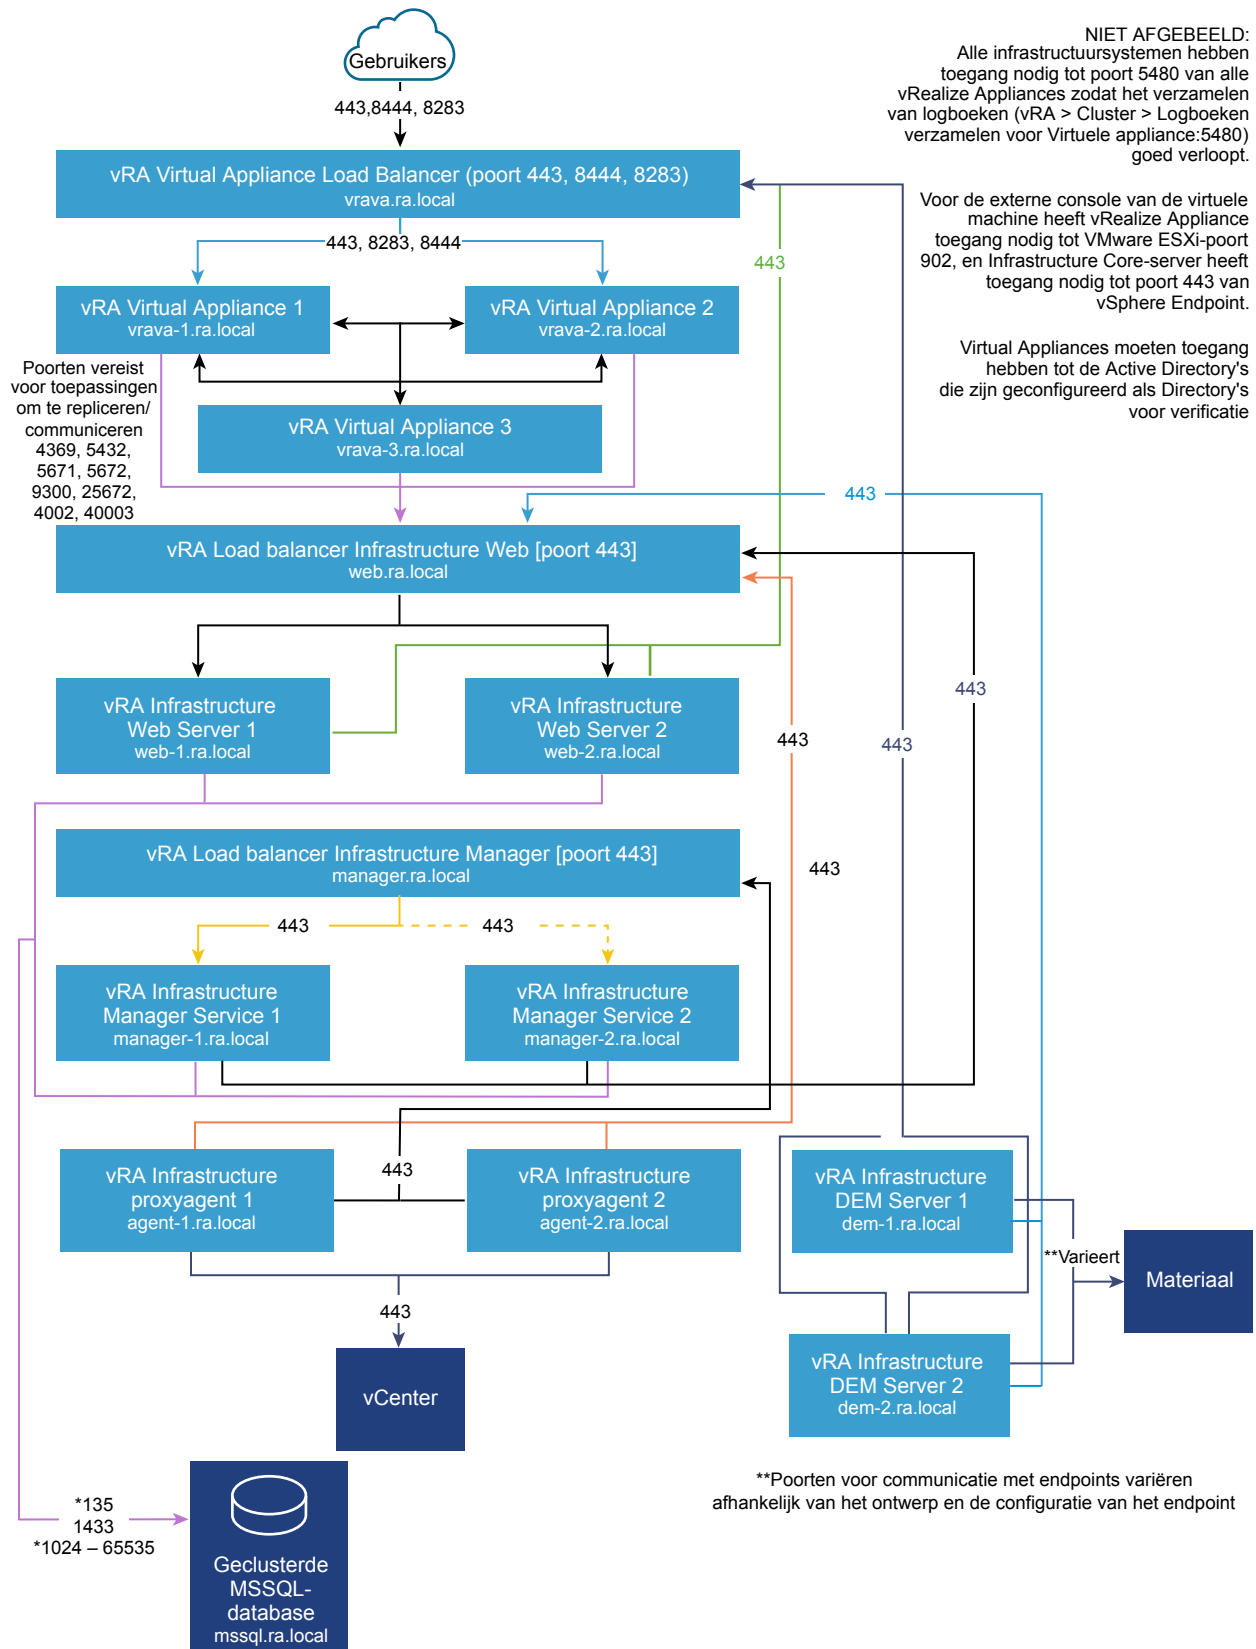 Gebruikers
443,8444, 8283
NIET AFGEBEELD:
Alle infrastructuursystemen hebben
toegang nodig tot poort 5480 van alle
vRealize Appliances zodat het verzamelen
van logboeken (vRA > Cluster > Logboeken
verzamelen voor Virtuele appliance:5480)
goed verloopt.
Voor de externe console van de virtuele
machine heeft vRealize Appliance
toegang nodig tot VMware ESXi-poort
902, en Infrastructure Core-server heeft
toegang nodig tot poort 443 van
vSphere Endpoint.
Virtual Appliances moeten toegang
hebben tot de Active Directory's
die zijn geconfigureerd als Directory's
voor verificatie
vRA Virtual Appliance Load Balancer (poort 443, 8444, 8283)
vrava.ra.local
443, 8283, 8444
443
vRA Virtual Appliance 1
vrava-1.ra.local
vRA Virtual Appliance 2
vrava-2.ra.local
Poorten vereist
voor toepassingen
om te repliceren/
communiceren
4369, 5432,
5671, 5672,
9300, 25672,
4002, 40003
vRA Virtual Appliance 3
vrava-3.ra.local
443
vRA Load balancer Infrastructure Web [poort 443]
web.ra.local
vRA Infrastructure
Web Server 1
web-1.ra.local
vRA Infrastructure
Web Server 2
web-2.ra.local
443
443
443
vRA Load balancer Infrastructure Manager [poort 443]
manager.ra.local
443
443
443
vRA Infrastructure
Manager Service 1
manager-1.ra.local
vRA Infrastructure
Manager Service 2
manager-2.ra.local
vRA Infrastructure
proxyagent 1
agent-1.ra.local
443
vRA Infrastructure
proxyagent 2
agent-2.ra.local
vRA Infrastructure
DEM Server 1
dem-1.ra.local
**Varieert
Materiaal
443
vCenter
vRA Infrastructure
DEM Server 2
dem-2.ra.local
**Poorten voor communicatie met endpoints variëren
afhankelijk van het ontwerp en de configuratie van het endpoint
*135
1433
*1024 – 65535
Geclusterde
MSSQL-
database
mssql.ra.local